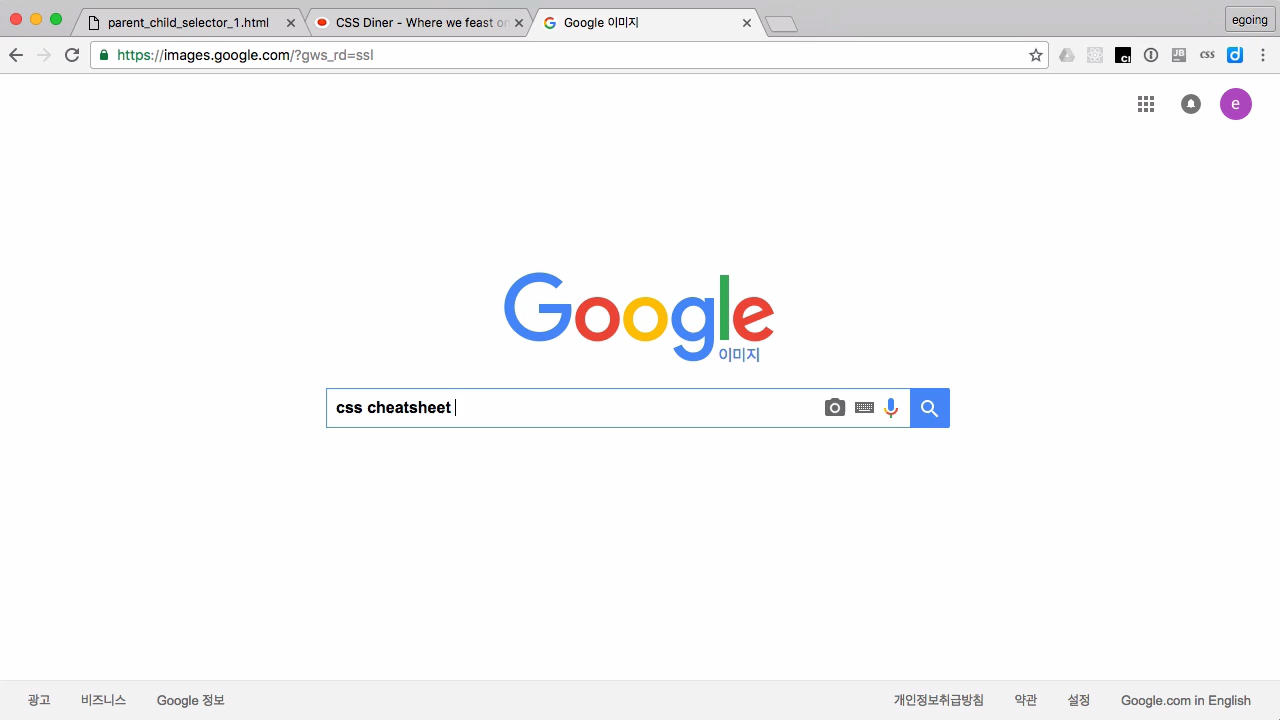 parent_child_selector_1.html
CSS Diner - Where we feast on
Google 이미지
egoing
https://images.google.com/?gws_rd=ssl
JB
css
d
e
Google
이미지
css cheatsheet
광고 비즈니스 Google 정보 개인정보취급방침 약관 설정 Google.com in English